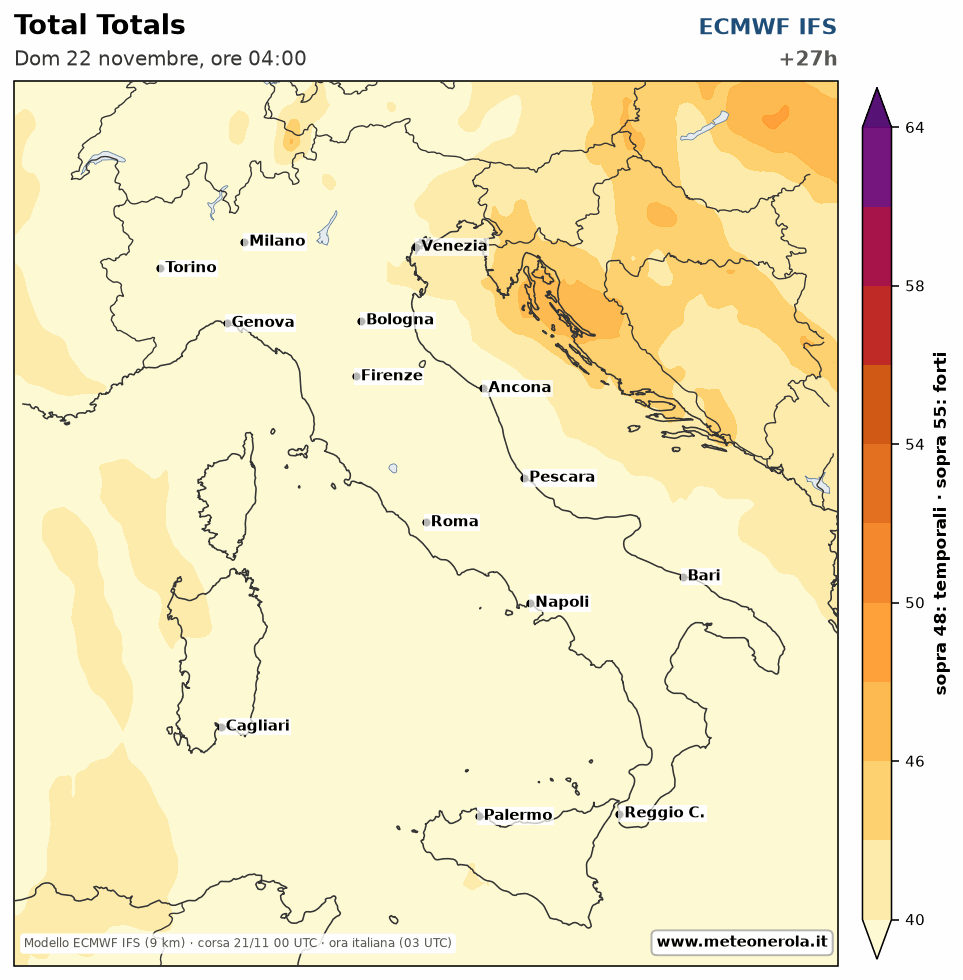 Total Totals
ECMWF IFS
Dom 22 novembre, ore 04:00
+27h
Milano
Venezia
Torino
Genova
Bologna
Firenze
Ancona
Pescara
Roma
Bari
Napoli
Cagliari
Palermo
Reggio C.
64
58
54
50
46
40
sopra 48: temporali · sopra 55: forti
Modello ECMWF IFS (9 km) · corsa 21/11 00 UTC · ora italiana (03 UTC)
www.meteonerola.it